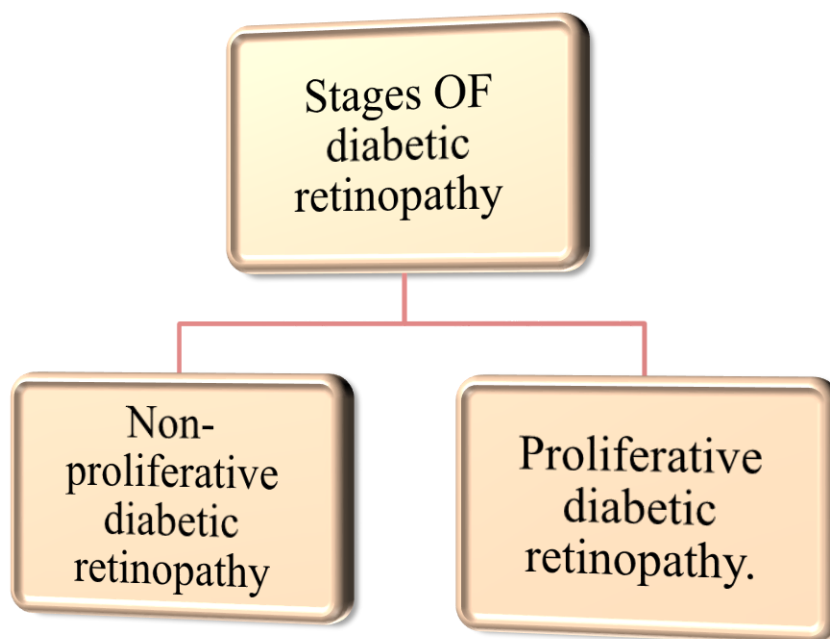 Stages OF
diabetic
retinopathy
Non-
proliferative
diabetic
retinopathy
Proliferative
diabetic
retinopathy.